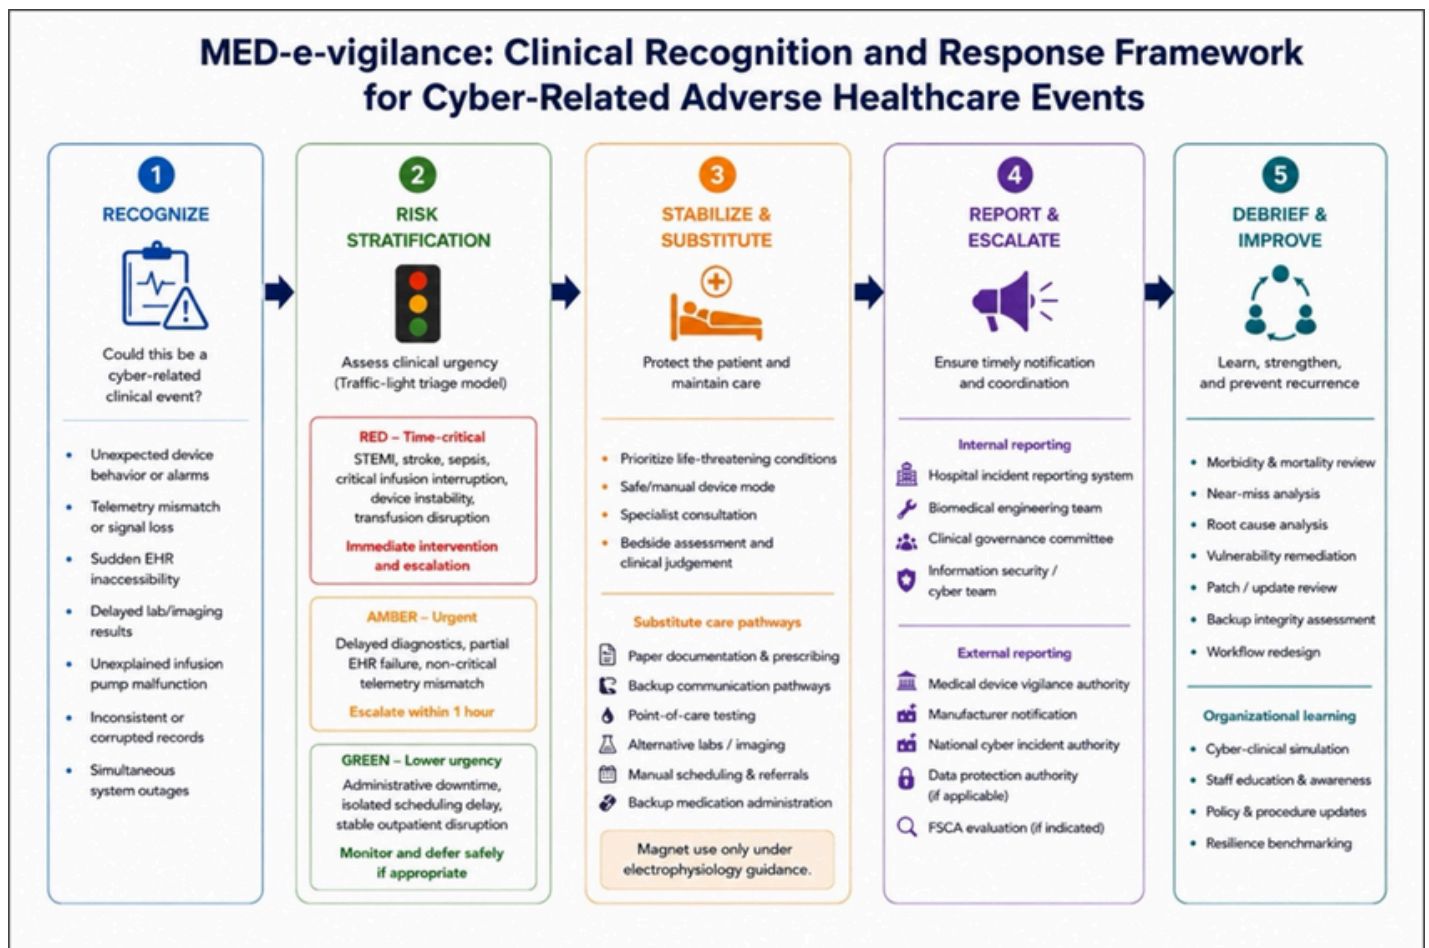 MED-e-vigilance: Clinical Recognition and Response Framework
for Cyber-Related Adverse Healthcare Events
1
RECOGNIZE
Could this be a
cyber-related
clinical event?
• Unexpected device
behavior or alarms
• Telemetry mismatch
or signal loss
• Sudden EHR
inaccessibility
• Delayed lab/imaging
results
• Unexplained infusion
pump malfunction
• Inconsistent or
corrupted records
• Simultaneous
system outages
2
RISK
STRATIFICATION
Assess clinical urgency
(Traffic-light triage model)
RED – Time-critical
STEMI, stroke, sepsis,
critical infusion interruption,
device instability,
transfusion disruption
Immediate intervention
and escalation
AMBER – Urgent
Delayed diagnostics, partial
EHR failure, non-critical
telemetry mismatch
Escalate within 1 hour
GREEN – Lower urgency
Administrative downtime,
isolated scheduling delay,
stable outpatient disruption
Monitor and defer safely
if appropriate
3
STABILIZE &
SUBSTITUTE
Protect the patient and
maintain care
• Prioritize life-threatening conditions
• Safe/manual device mode
• Specialist consultation
• Bedside assessment and
clinical judgement
Substitute care pathways
Paper documentation & prescribing
Backup communication pathways
Point-of-care testing
Alternative labs / imaging
Manual scheduling & referrals
Backup medication administration
Magnet use only under
electrophysiology guidance.
4
REPORT &
ESCALATE
Ensure timely notification
and coordination
Internal reporting
Hospital incident reporting system
Biomedical engineering team
Clinical governance committee
Information security /
cyber team
External reporting
Medical device vigilance authority
Manufacturer notification
National cyber incident authority
Data protection authority
(if applicable)
FSCA evaluation (if indicated)
5
DEBRIEF &
IMPROVE
Learn, strengthen,
and prevent recurrence
• Morbidity & mortality review
• Near-miss analysis
• Root cause analysis
• Vulnerability remediation
• Patch / update review
• Backup integrity assessment
• Workflow redesign
Organizational learning
• Cyber-clinical simulation
• Staff education & awareness
• Policy & procedure updates
• Resilience benchmarking